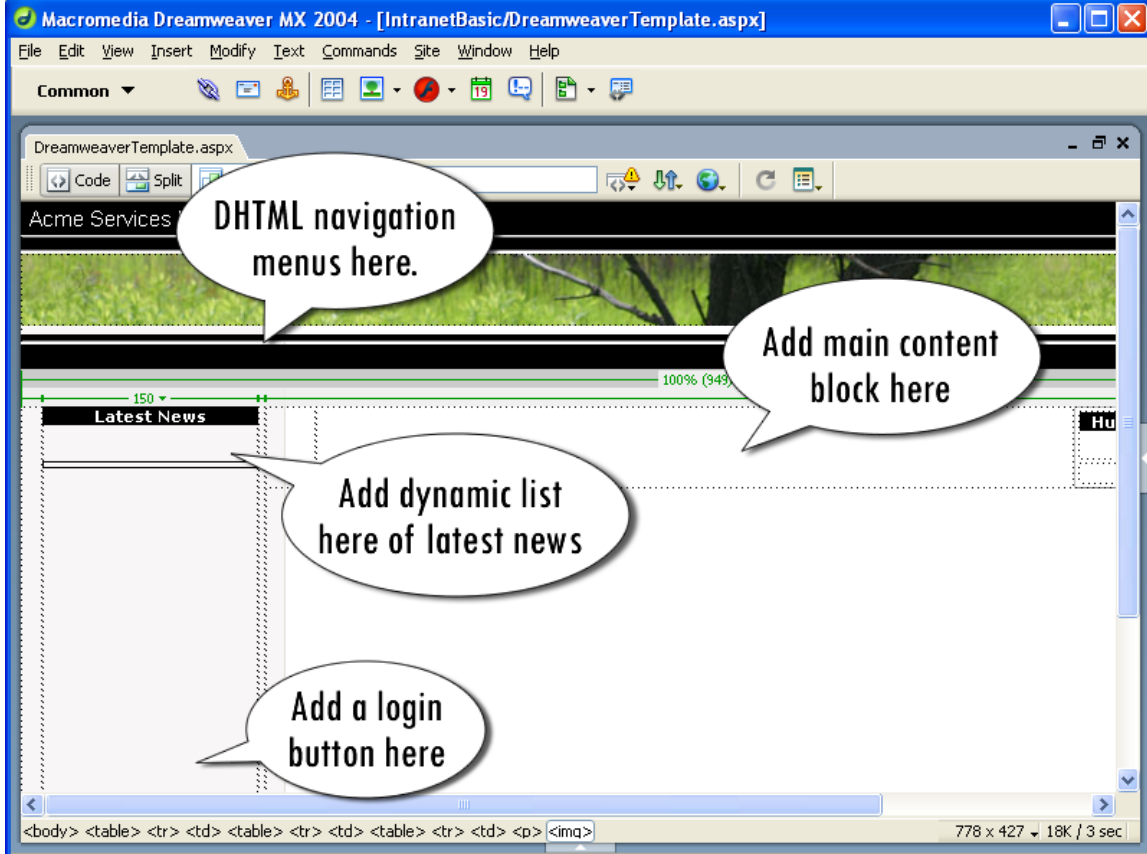 Macromedia Dreamweaver MX 2004 - [IntranetBasic/DreamweaverTemplate.aspx]
File Edit View Insert Modify Text Commands Site Window Help
Common
19
DreamweaverTemplate.aspx
Code Split
Acme Services
DHTML navigation
menus here.
Add main content
block here
100% (949)
150
Latest News
Hu
Add dynamic list
here of latest news
Add a login
button here
<body> <table> <tr> <td> <table> <tr> <td> <table> <tr> <td> <p> <img>
778 x 427 18K / 3 sec